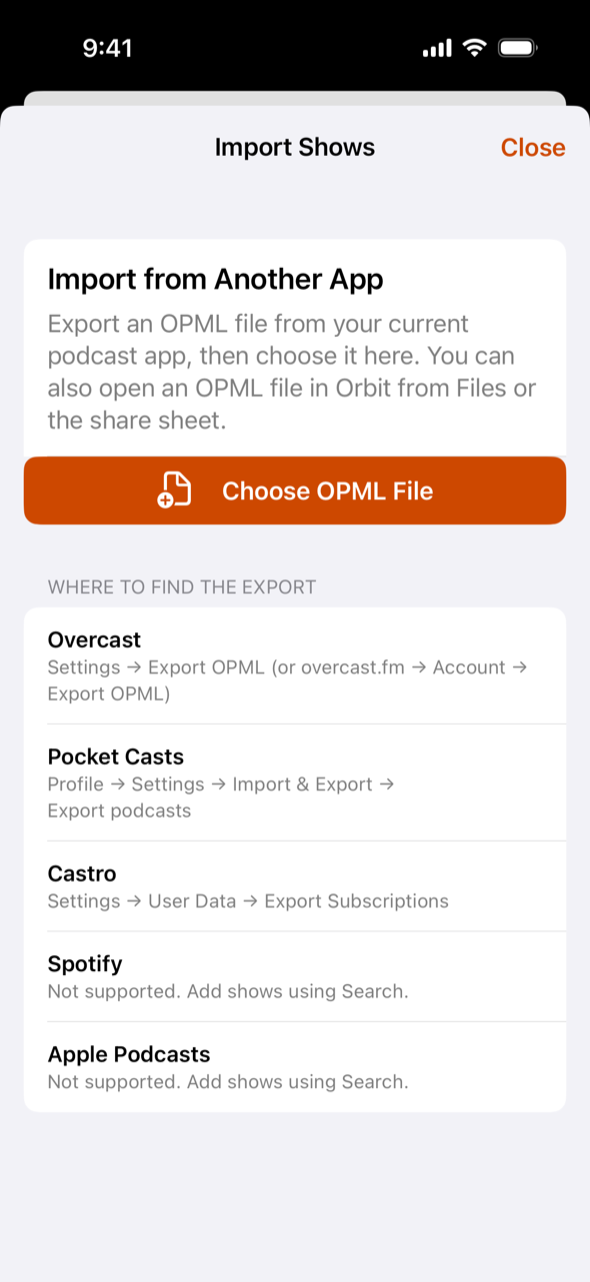 9:41
Import Shows
Close
Import from Another App
Export an OPML file from your current
podcast app, then choose it here. You can
also open an OPML file in Orbit from Files or
the share sheet.
Choose OPML File
WHERE TO FIND THE EXPORT
Overcast
Settings → Export OPML (or overcast.fm → Account →
Export OPML)
Pocket Casts
Profile → Settings → Import & Export →
Export podcasts
Castro
Settings → User Data → Export Subscriptions
Spotify
Not supported. Add shows using Search.
Apple Podcasts
Not supported. Add shows using Search.